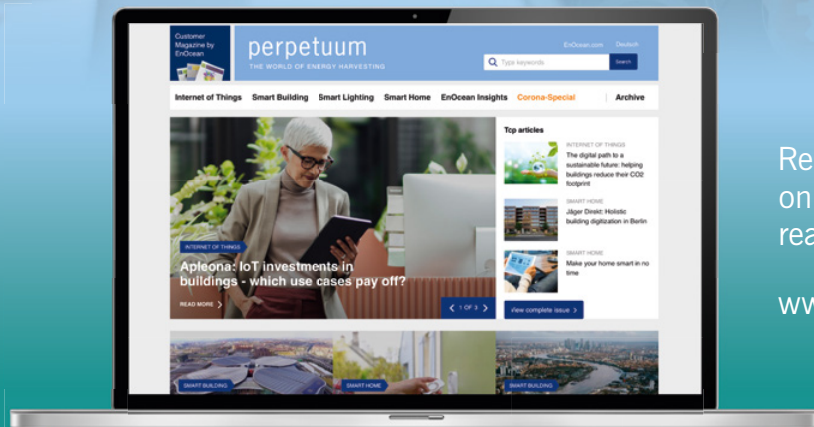 Customer
Magazine by
EnOcean
perpetuum
THE WORLD OF ENERGY HARVESTING
EnOcean.com Deutsch
Type keywords
Search
Internet of Things Smart Building Smart Lighting Smart Home EnOcean Insights Corona-Special Archive
INTERNET OF THINGS
Apleona: IoT investments in
buildings - which use cases pay off?
READ MORE
1 OF 3
Top articles
INTERNET OF THINGS
The digital path to a
sustainable future: helping
buildings reduce their CO2
footprint
SMART HOME
Jäger Direkt: Holistic
building digitization in Berlin
SMART HOME
Make your home smart in no
time
View complete issue
SMART BUILDING
SMART HOME
SMART BUILDING
Re
on
rea
ww